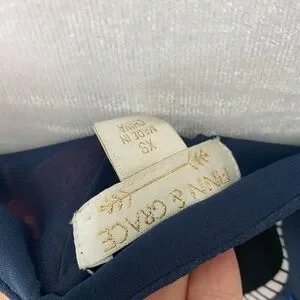 FINN & GRACE
XS
MADE IN
CHINA